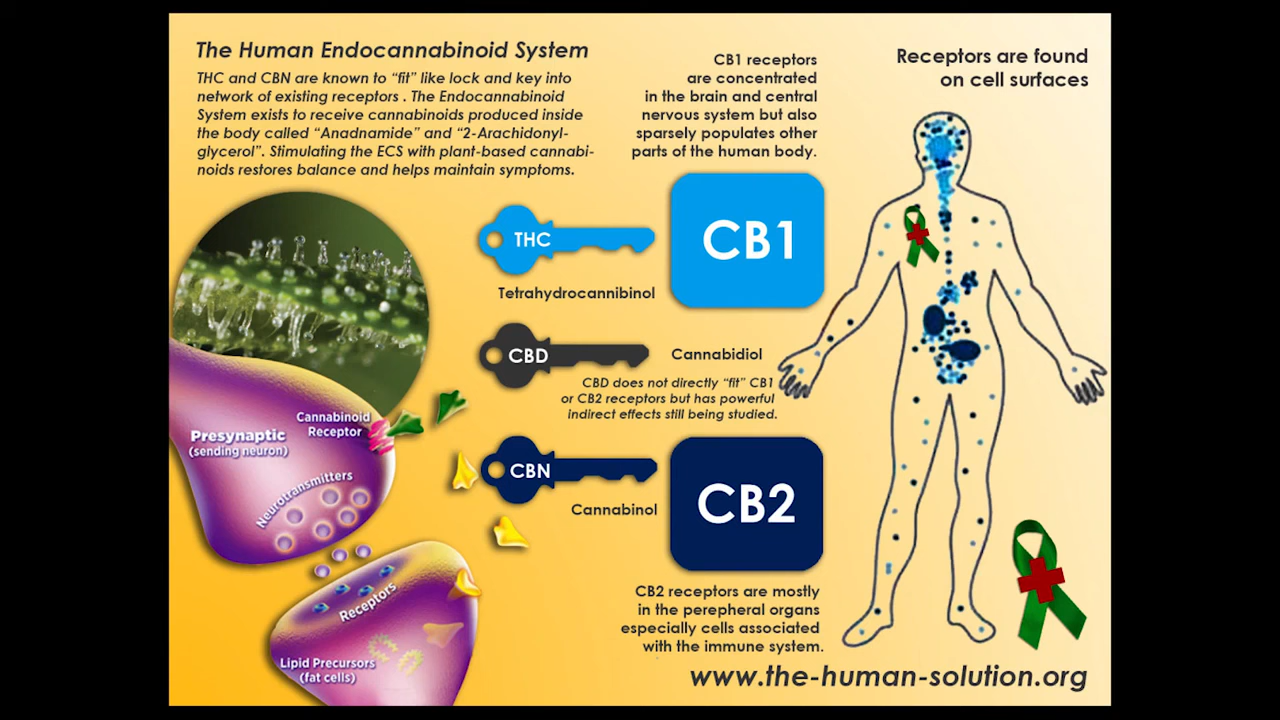 The Human Endocannabinoid System
THC and CBN are known to “fit” like lock and key into
network of existing receptors . The Endocannabinoid
System exists to receive cannabinoids produced inside
the body called “Anadnamide” and “2-Arachidonyl-
glycerol”. Stimulating the ECS with plant-based cannabi-
noids restores balance and helps maintain symptoms.
CB1 receptors
are concentrated
in the brain and central
nervous system but also
sparsely populates other
parts of the human body.
Receptors are found
on cell surfaces
THC
CB1
Tetrahydrocannibinol
CBD
Cannabidiol
CBD does not directly “fit” CB1
or CB2 receptors but has powerful
indirect effects still being studied.
CBN
CB2
Cannabinol
CB2 receptors are mostly
in the perepheral organs
especially cells associated
with the immune system.
Cannabinoid
Receptor
Presynaptic
(sending neuron)
Neurotransmitters
Receptors
Lipid Precursors
(fat cells)
www.the-human-solution.org